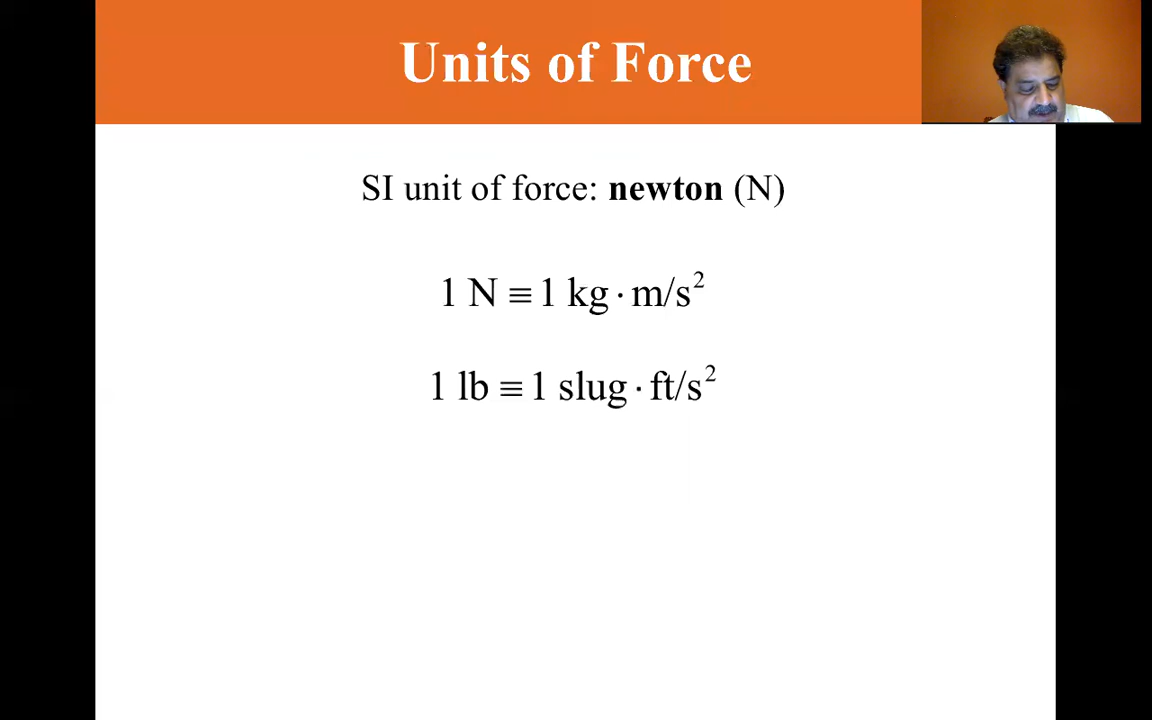 Units of Force
SI unit of force: newton (N)
1 N ≡ 1 kg · m/s²
1 lb ≡ 1 slug · ft/s²